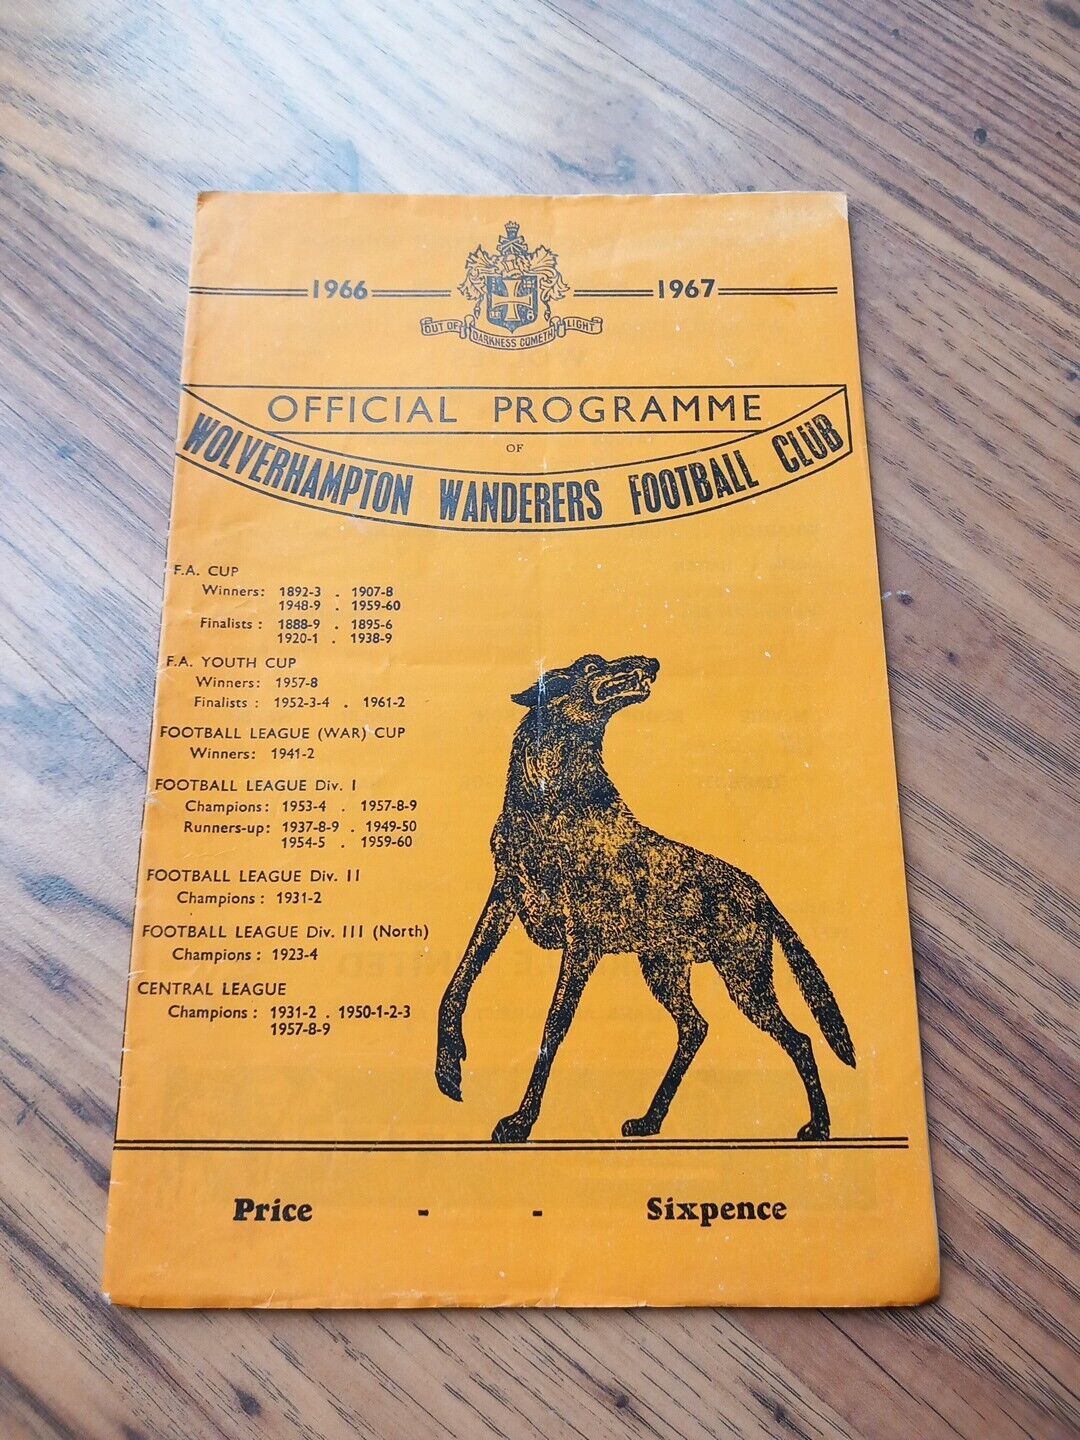 1966 1967
OUT OF DARKNESS COMETH LIGHT
OFFICIAL PROGRAMME
OF
WOLVERHAMPTON WANDERERS FOOTBALL CLUB
F.A. CUP
Winners: 1892-3 . 1907-8
1948-9 . 1959-60
Finalists : 1888-9 . 1895-6
1920-1 . 1938-9
F.A. YOUTH CUP
Winners: 1957-8
Finalists : 1952-3-4 . 1961-2
FOOTBALL LEAGUE (WAR) CUP
Winners: 1941-2
FOOTBALL LEAGUE Div. I
Champions: 1953-4 . 1957-8-9
Runners-up: 1937-8-9 . 1949-50
1954-5 . 1959-60
FOOTBALL LEAGUE Div. II
Champions : 1931-2
FOOTBALL LEAGUE Div. III (North)
Champions : 1923-4
CENTRAL LEAGUE
Champions : 1931-2 . 1950-1-2-3
1957-8-9
Price - - Sixpence